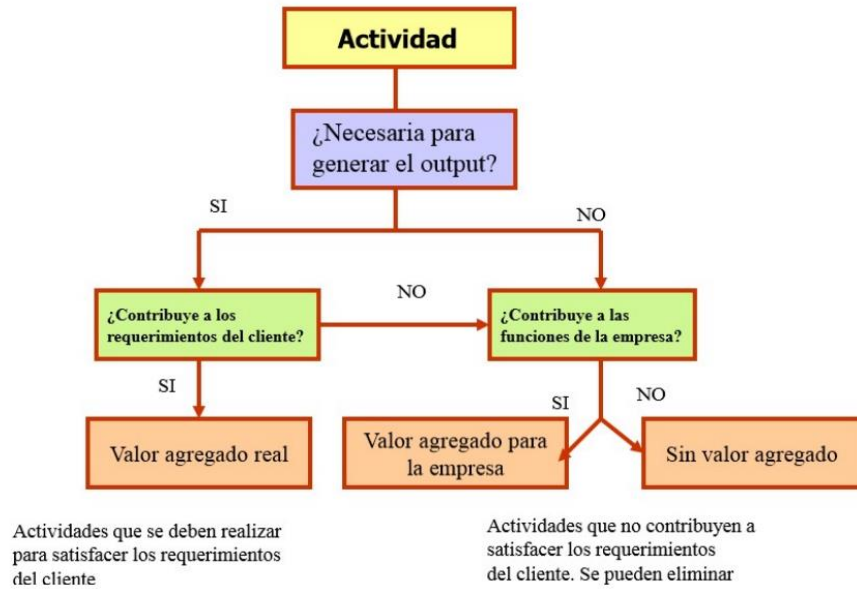 Actividad
¿Necesaria para
generar el output?
SI
NO
¿Contribuye a los
requerimientos del cliente?
NO
¿Contribuye a las
funciones de la empresa?
SI
SI
NO
Valor agregado real
Valor agregado para
la empresa
Sin valor agregado
Actividades que se deben realizar
para satisfacer los requerimientos
del cliente
Actividades que no contribuyen a
satisfacer los requerimientos
del cliente. Se pueden eliminar